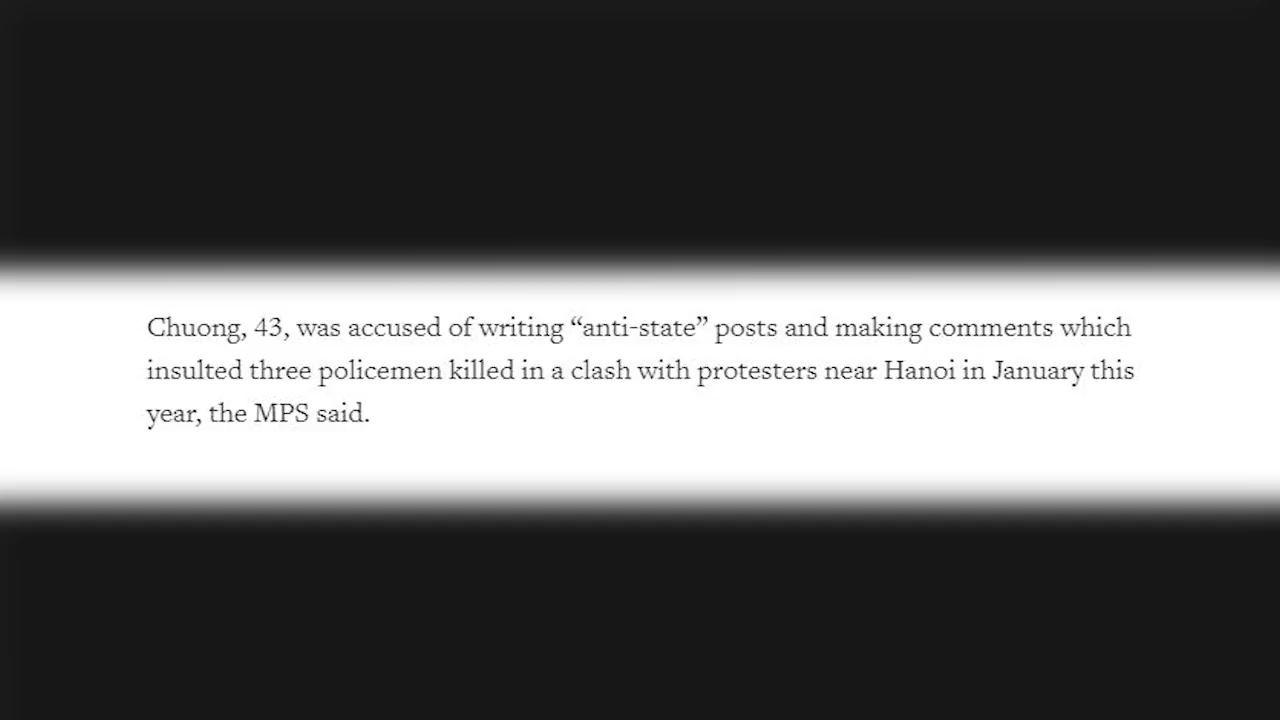 Chuong, 43, was accused of writing “anti-state” posts and making comments which
insulted three policemen killed in a clash with protesters near Hanoi in January this
year, the MPS said.